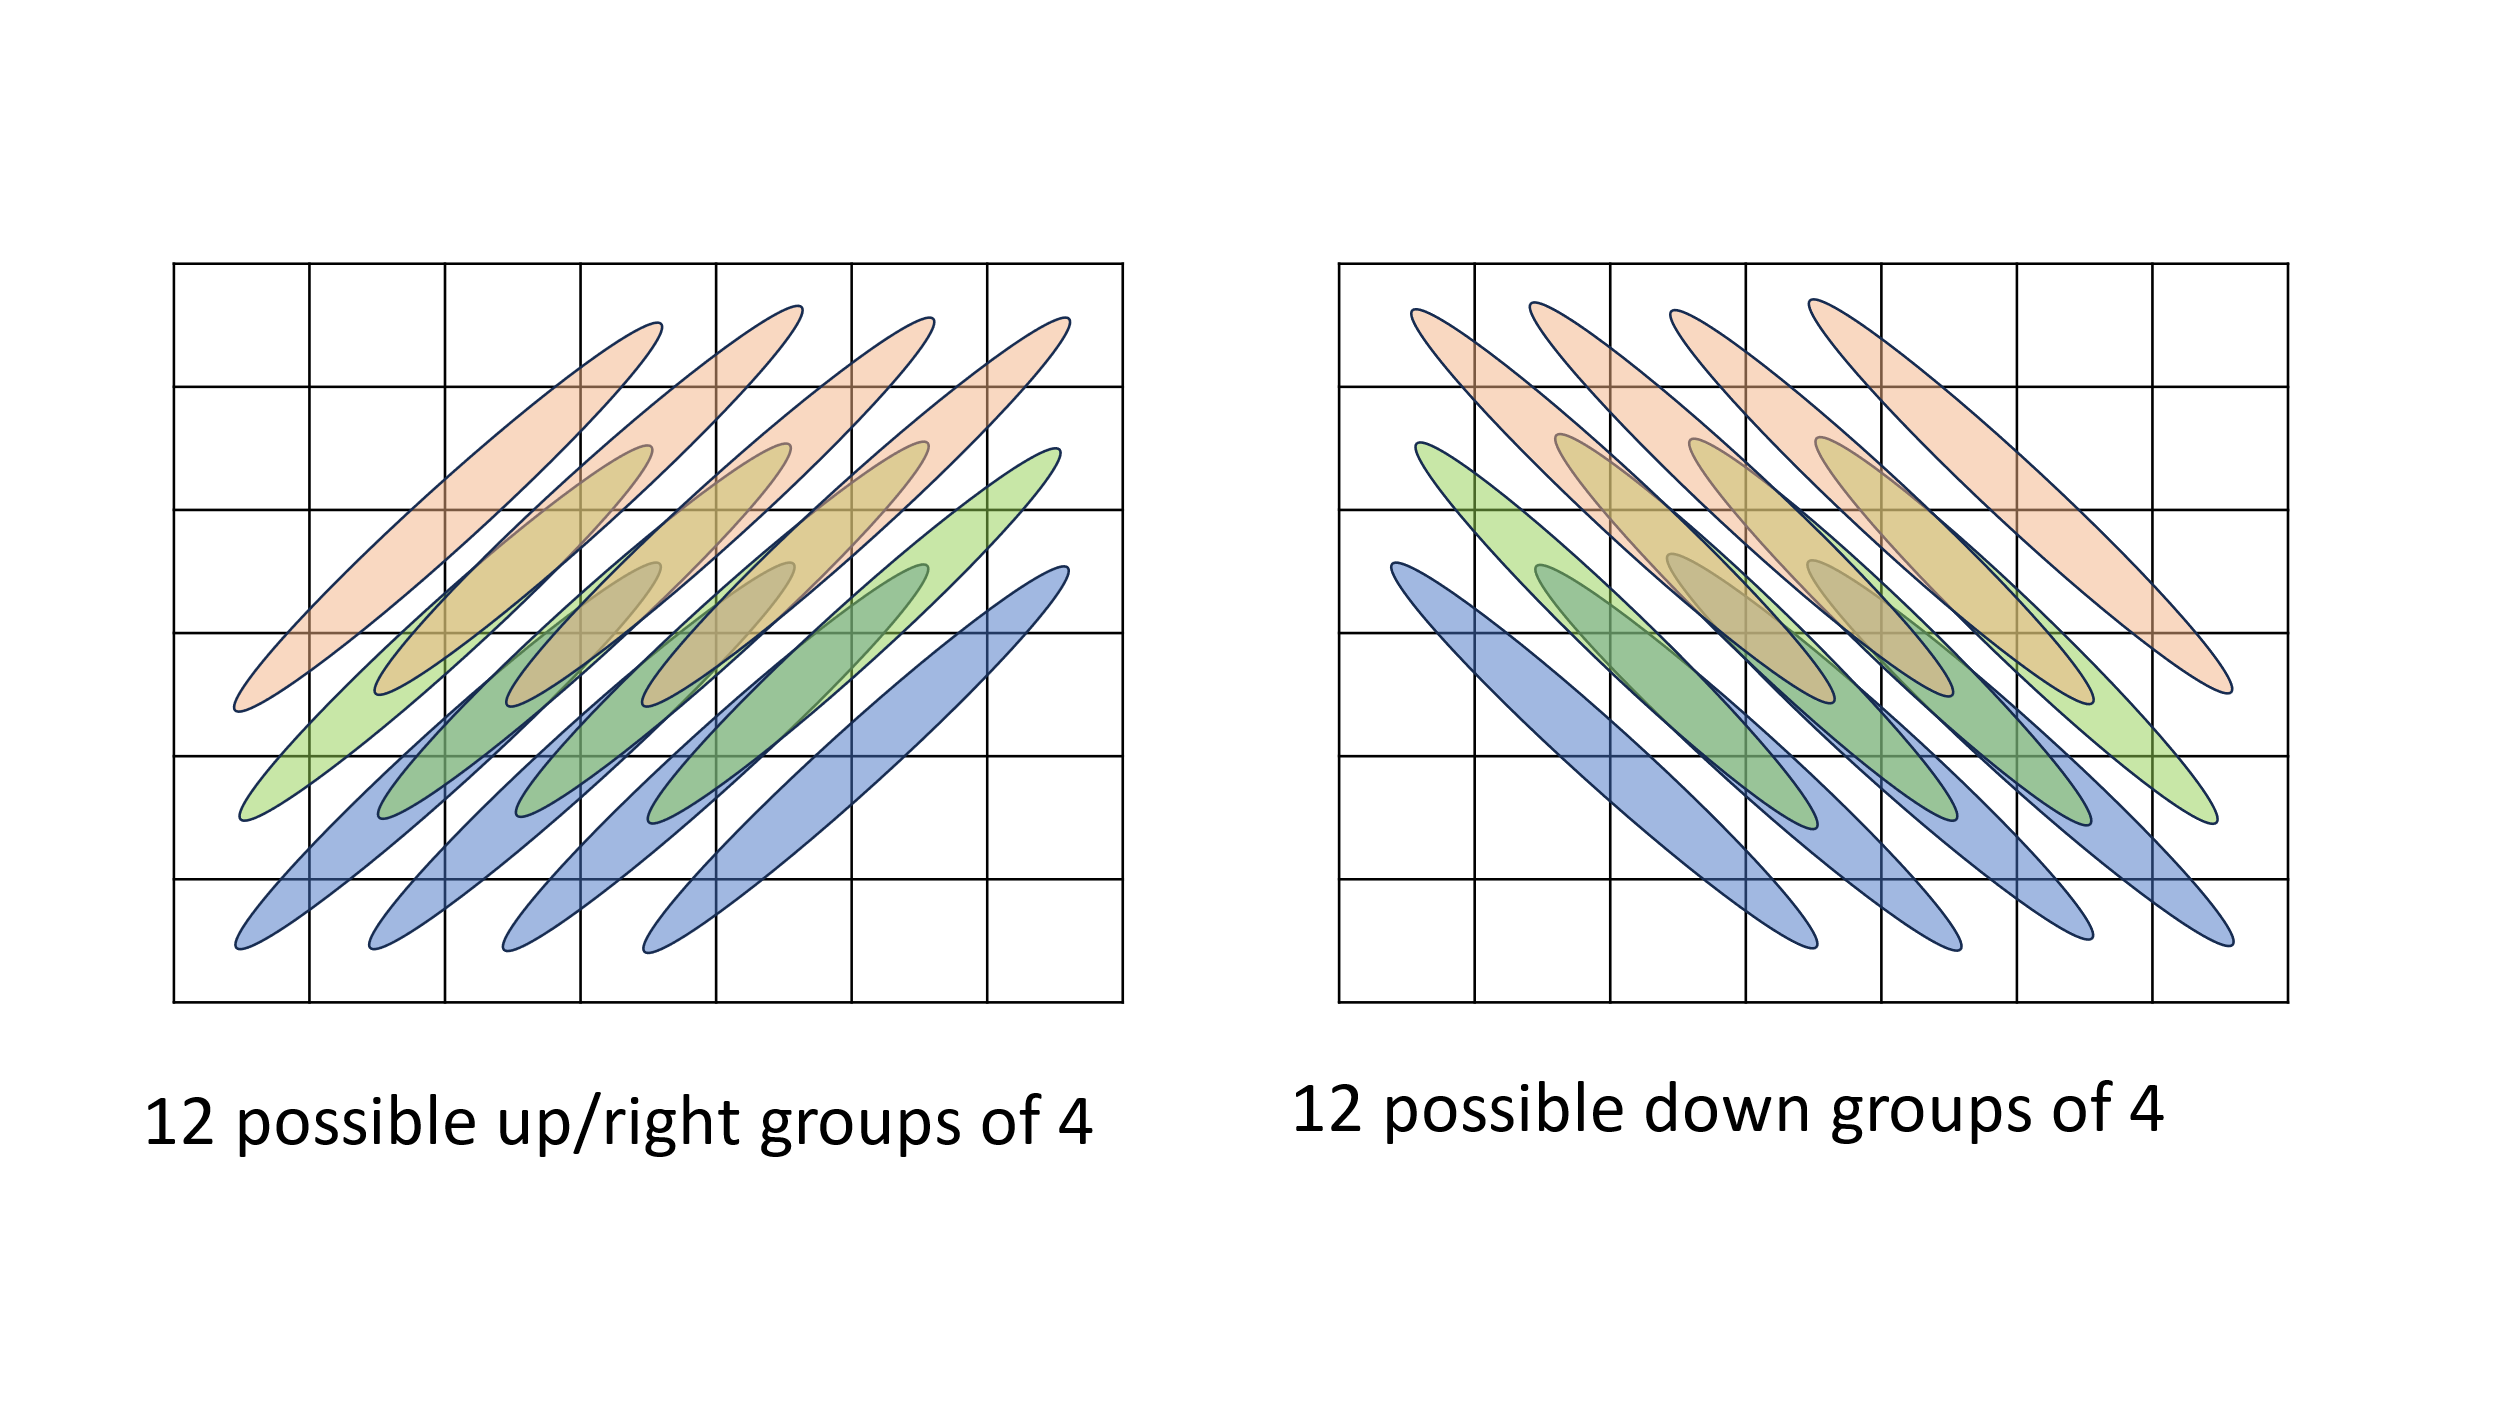 12 possible up/right groups of 4
12 possible down groups of 4